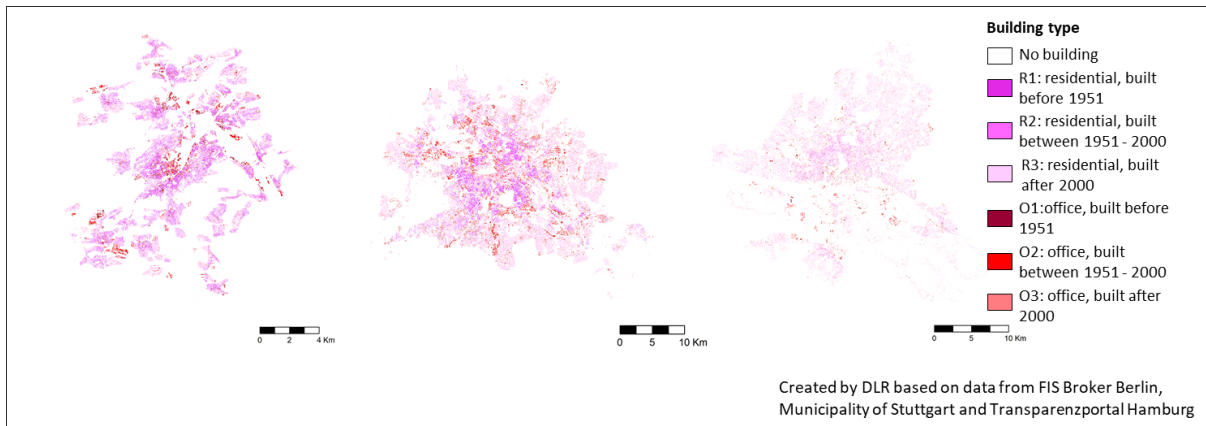 Building type
No building
R1: residential, built
before 1951
R2: residential, built
between 1951 - 2000
R3: residential, built
after 2000
O1:office, built before
1951
O2: office, built
between 1951 - 2000
O3: office, built after
2000
0 2 4 Km
0 5 10 Km
0 5 10 Km
Created by DLR based on data from FIS Broker Berlin,
Municipality of Stuttgart and Transparenzportal Hamburg